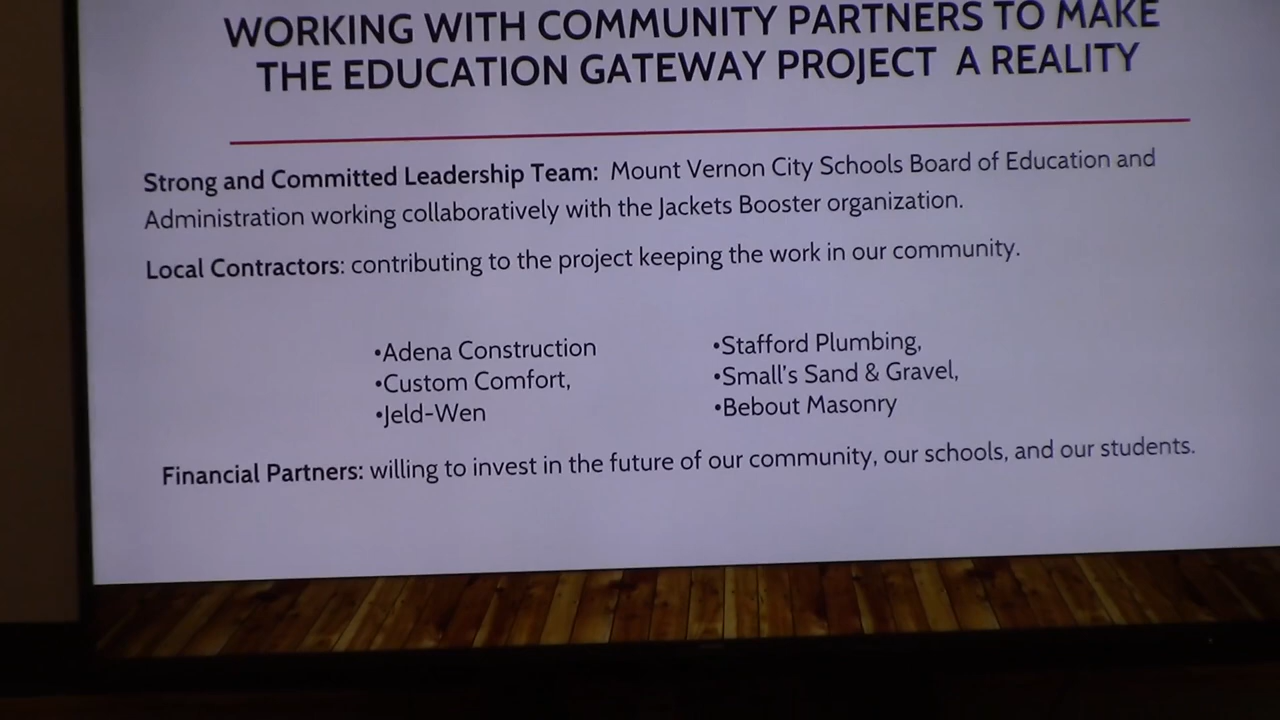 WORKING WITH COMMUNITY PARTNERS TO MAKE
THE EDUCATION GATEWAY PROJECT A REALITY
Strong and Committed Leadership Team: Mount Vernon City Schools Board of Education and
Administration working collaboratively with the Jackets Booster organization.
Local Contractors: contributing to the project keeping the work in our community.
•Adena Construction
•Custom Comfort,
•Jeld-Wen
•Stafford Plumbing,
•Small's Sand & Gravel,
•Bebout Masonry
Financial Partners: willing to invest in the future of our community, our schools, and our students.